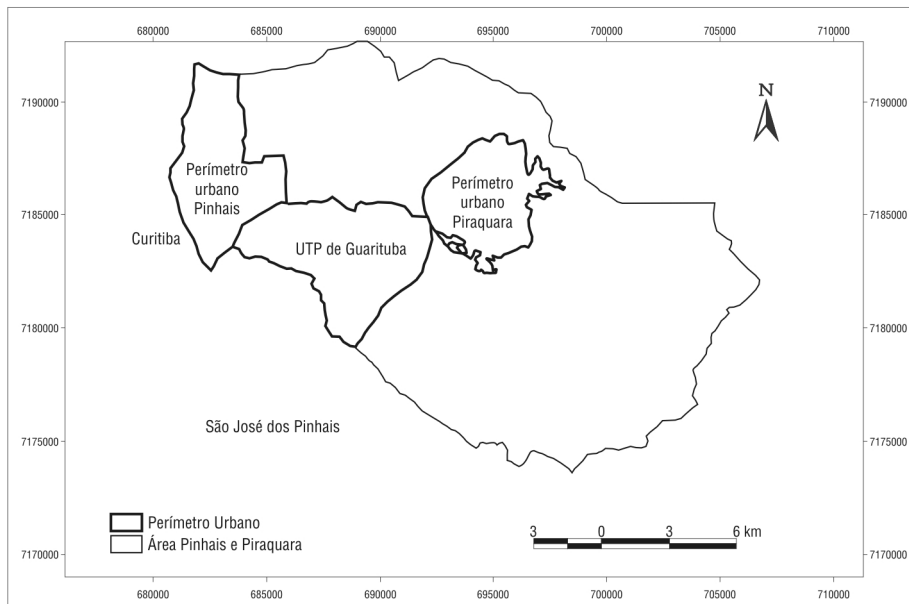 680000 685000 690000 695000 700000 705000 710000
N
7190000 7190000
Perímetro
urbano
Pinhais
Perímetro
urbano
Piraquara
7185000 7185000
Curitiba
UTP de Guarituba
7180000 7180000
São José dos Pinhais
7175000 7175000
Perímetro Urbano
Área Pinhais e Piraquara
3 0 3 6 km
7170000 7170000
680000 685000 690000 695000 700000 705000 710000